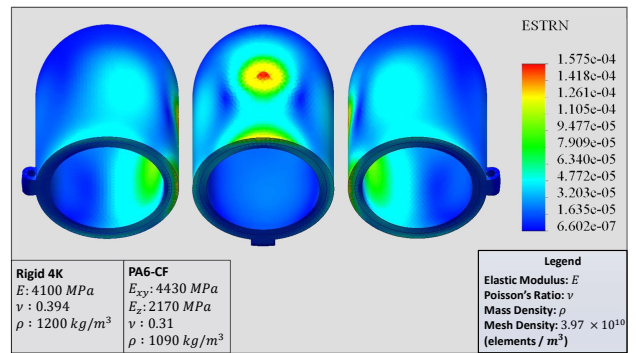 ESTRN
1.575e-04
1.418e-04
1.261e-04
1.105e-04
9.477e-05
7.909e-05
6.340e-05
4.772e-05
3.203e-05
1.635e-05
6.602e-07
Rigid 4K
E: 4100 MPa
ν : 0.394
ρ : 1200 kg/m³
PA6-CF
E_xy: 4430 MPa
E_z: 2170 MPa
ν : 0.31
ρ : 1090 kg/m³
Legend
Elastic Modulus: E
Poisson's Ratio: ν
Mass Density: ρ
Mesh Density: 3.97 × 10¹⁰
(elements / m³)